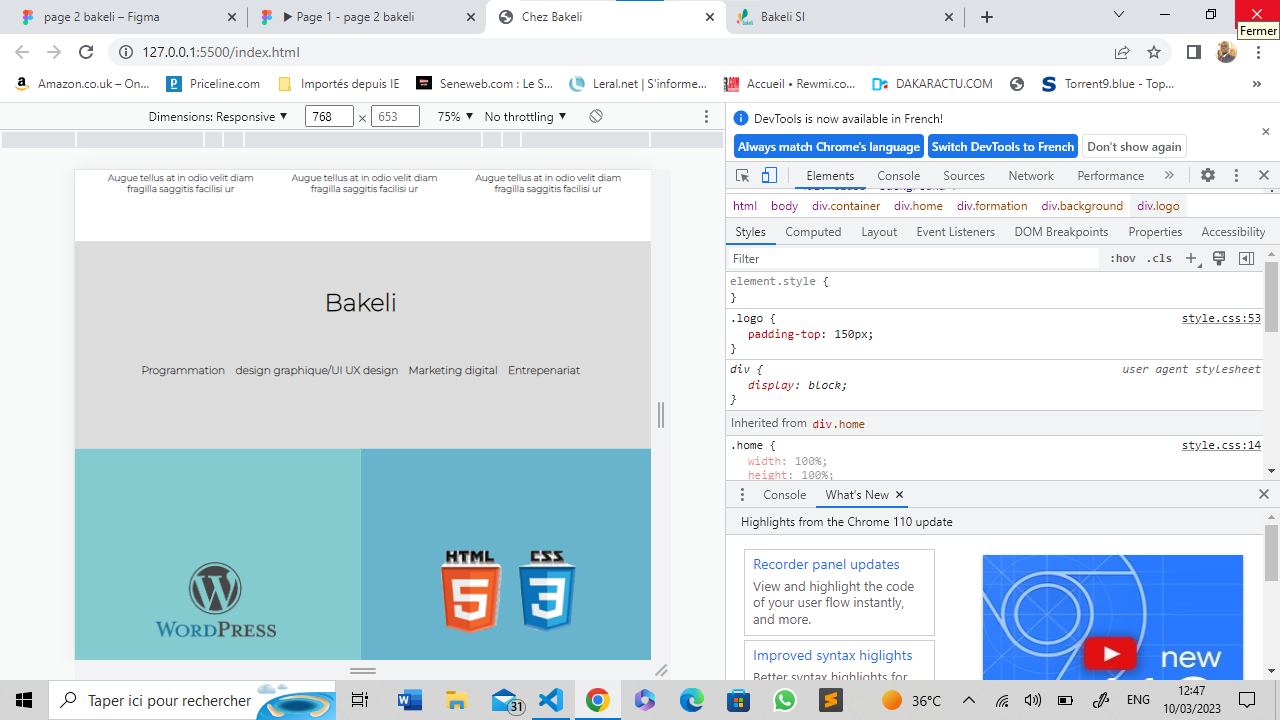 page 2 bakeli – Figma
▶ Page 1 - page 2 bakeli
Chez Bakeli
Bakeli SI
Fermer
127.0.0.1:5500/index.html
Amazon.co.uk – On...
Priceline.com
Importés depuis IE
Seneweb.com : Le S...
Leral.net | S'informe...
Accueil • Rewmi.co...
DAKARACTU.COM
Torrent9.blue - Top...
»
Dimensions: Responsive ▼
768 × 653
75% ▼
No throttling ▼
Augue tellus at in odio velit diam
fragilla saggitis facilisi ur
Augue tellus at in odio velit diam
fragilla saggitis facilisi ur
Augue tellus at in odio velit diam
fragilla saggitis facilisi ur
Bakeli
Programmation design graphique/UI UX design Marketing digital Entrepenariat
WORDPRESS
HTML
5
CSS
3
DevTools is now available in French!
Always match Chrome's language
Switch DevTools to French
Don't show again
Elements Console Sources Network Performance »
html body div.container div.home div.formation div.background div.logo
Styles Computed Layout Event Listeners DOM Breakpoints Properties Accessibility
Filter
:hov .cls +
element.style {
}
.logo { style.css:53
padding-top: 150px;
}
div { user agent stylesheet
display: block;
}
Inherited from div.home
.home { style.css:14
width: 100%;
height: 100%;
Console What's New ×
Highlights from the Chrome 110 update
Recorder panel updates
View and highlight the code
of your user flow instantly,
and more.
Improved syntax higlights
Better syntax highlights for
new
Taper ici pour rechercher
31
36°C
ENG
12:47
10/03/2023